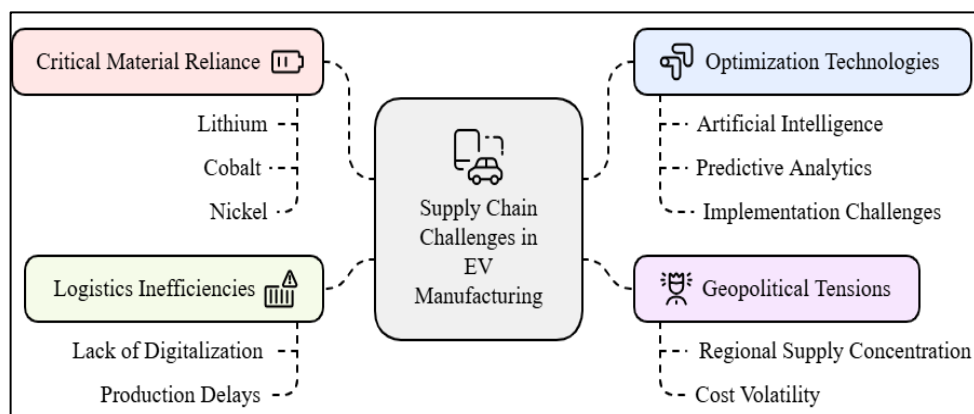 Critical Material Reliance
Lithium
Cobalt
Nickel
Logistics Inefficiencies
Lack of Digitalization
Production Delays
Supply Chain
Challenges in
EV
Manufacturing
Optimization Technologies
Artificial Intelligence
Predictive Analytics
Implementation Challenges
Geopolitical Tensions
Regional Supply Concentration
Cost Volatility